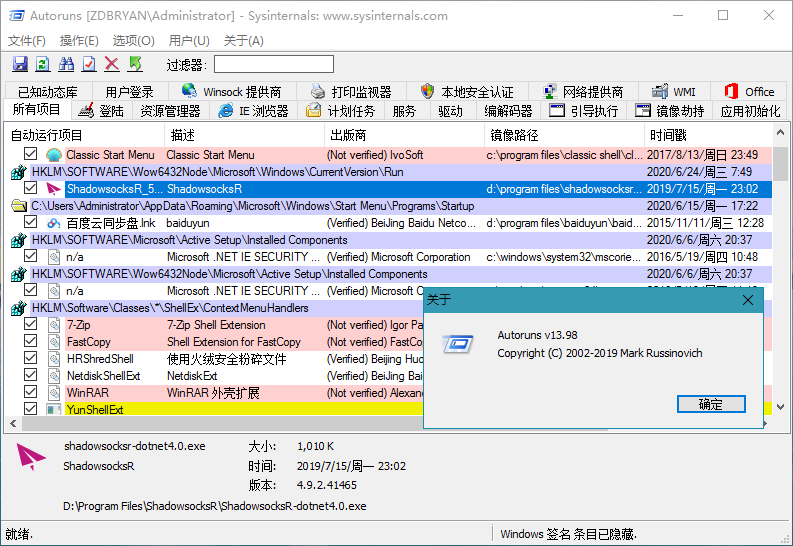 Autoruns [ZDBRYAN\Administrator] - Sysinternals: www.sysinternals.com
文件(F) 操作(E) 选项(O) 用户(U) 关于(A)
过滤器:
已知动态库 用户登录 Winsock 提供商 打印监视器 本地安全认证 网络提供商 WMI Office
所有项目 登陆 资源管理器 IE 浏览器 计划任务 服务 驱动 编解码器 引导执行 镜像劫持 应用初始化
自动运行项目 描述 出版商 镜像路径 时间戳
Classic Start Menu Classic Start Menu (Not verified) IvoSoft c:\program files\classic shell\cl... 2017/8/13/周日 23:49
HKLM\SOFTWARE\Wow6432Node\Microsoft\Windows\CurrentVersion\Run 2020/6/24/周三 7:49
ShadowsocksR_5... ShadowsocksR d:\program files\shadowsocksr... 2019/7/15/周一 23:02
C:\Users\Administrator\AppData\Roaming\Microsoft\Windows\Start Menu\Programs\Startup 2020/6/15/周一 17:22
百度云同步盘.lnk baiduyun (Verified) BeiJing Baidu Netco... d:\program files\baiduyun\baid... 2015/11/11/周三 12:28
HKLM\SOFTWARE\Microsoft\Active Setup\Installed Components 2020/6/6/周六 20:37
n/a Microsoft .NET IE SECURITY ... (Verified) Microsoft Corporation c:\windows\system32\mscorie... 2016/5/19/周四 10:48
HKLM\SOFTWARE\Wow6432Node\Microsoft\Active Setup\Installed Components 2020/6/6/周六 20:37
n/a Microsoft .NET IE SECURITY ...
HKLM\Software\Classes\*\ShellEx\ContextMenuHandlers
7-Zip 7-Zip Shell Extension (Not verified) Igor Pa
FastCopy Shell Extension for FastCopy (Not verified) FastCo
HRShredShell 使用火绒安全粉碎文件 (Verified) Beijing Huo
NetdiskShellExt NetdiskExt (Verified) BeiJing Bai
WinRAR WinRAR 外壳扩展 (Not verified) Alexand
YunShellExt
关于
Autoruns v13.98
Copyright (C) 2002-2019 Mark Russinovich
确定
shadowsocksr-dotnet4.0.exe 大小: 1,010 K
ShadowsocksR 时间: 2019/7/15/周一 23:02
版本: 4.9.2.41465
D:\Program Files\ShadowsocksR\ShadowsocksR-dotnet4.0.exe
就绪. Windows 签名 条目已隐藏.